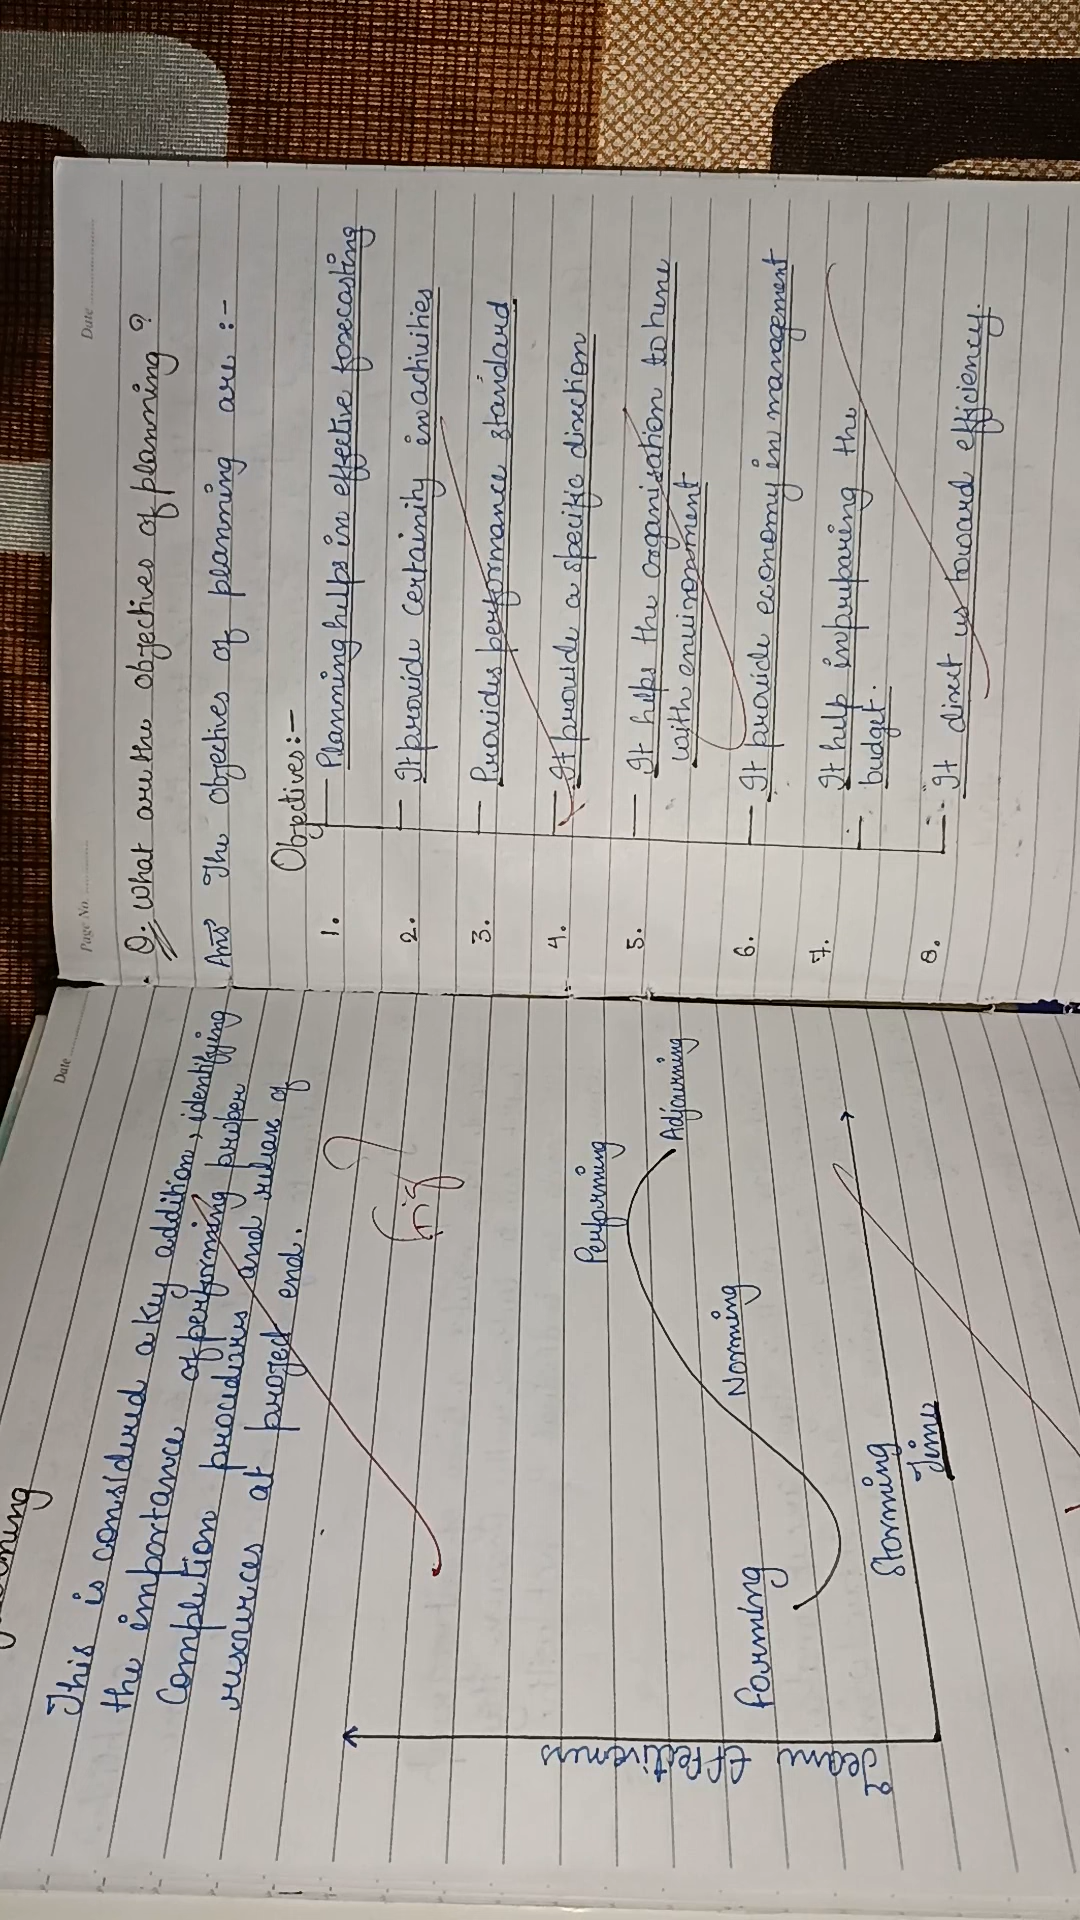 Date
This is considered a key addition, identifying
the importance of performing proper
Completion procedures and release of
resources at project end.
Performing
Adjourning
Norming
Forming
Storming
Time
Team Effectiveness
Page No.
Date
Q. What are the objectives of planning ?
Ans The objectives of planning are :-
Objectives:-
1. Planning helps in effective forecasting
2. It provide certainity in achivities
3. Provides performance standard
4. It provide a specific direction
5. It helps the organisation to hime
with environment
6. It provide economy in management
7. It help in preparing the
budget.
8. It direct us toward efficiency.